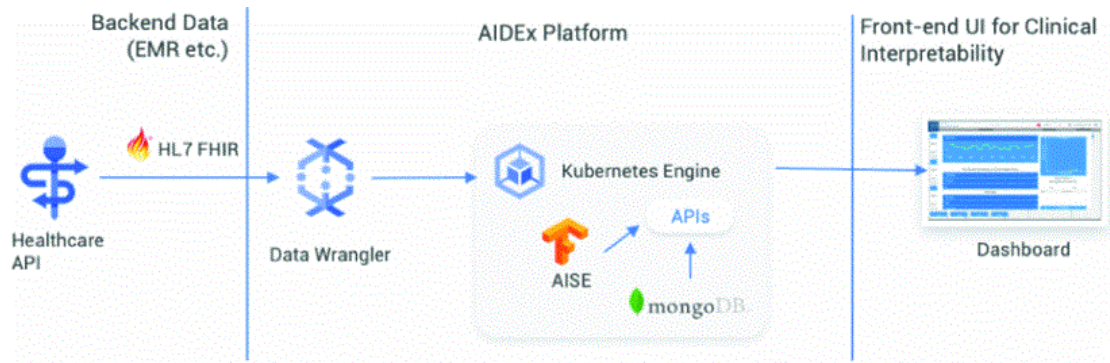 Backend Data
(EMR etc.)
AIDEx Platform
Front-end UI for Clinical
Interpretability
HL7 FHIR
Healthcare
API
Data Wrangler
Kubernetes Engine
APIs
AISE
mongoDB
Dashboard